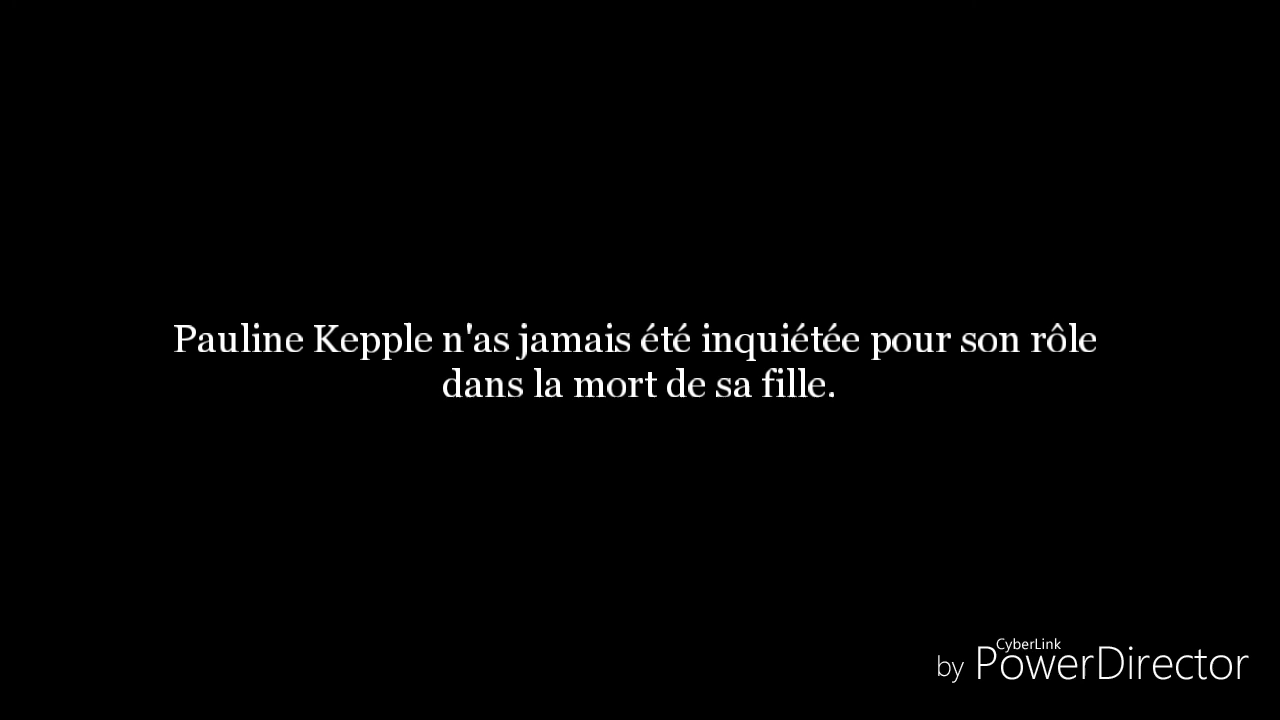 Pauline Kepple n'as jamais été inquiétée pour son rôle
dans la mort de sa fille.
CyberLink
by PowerDirector